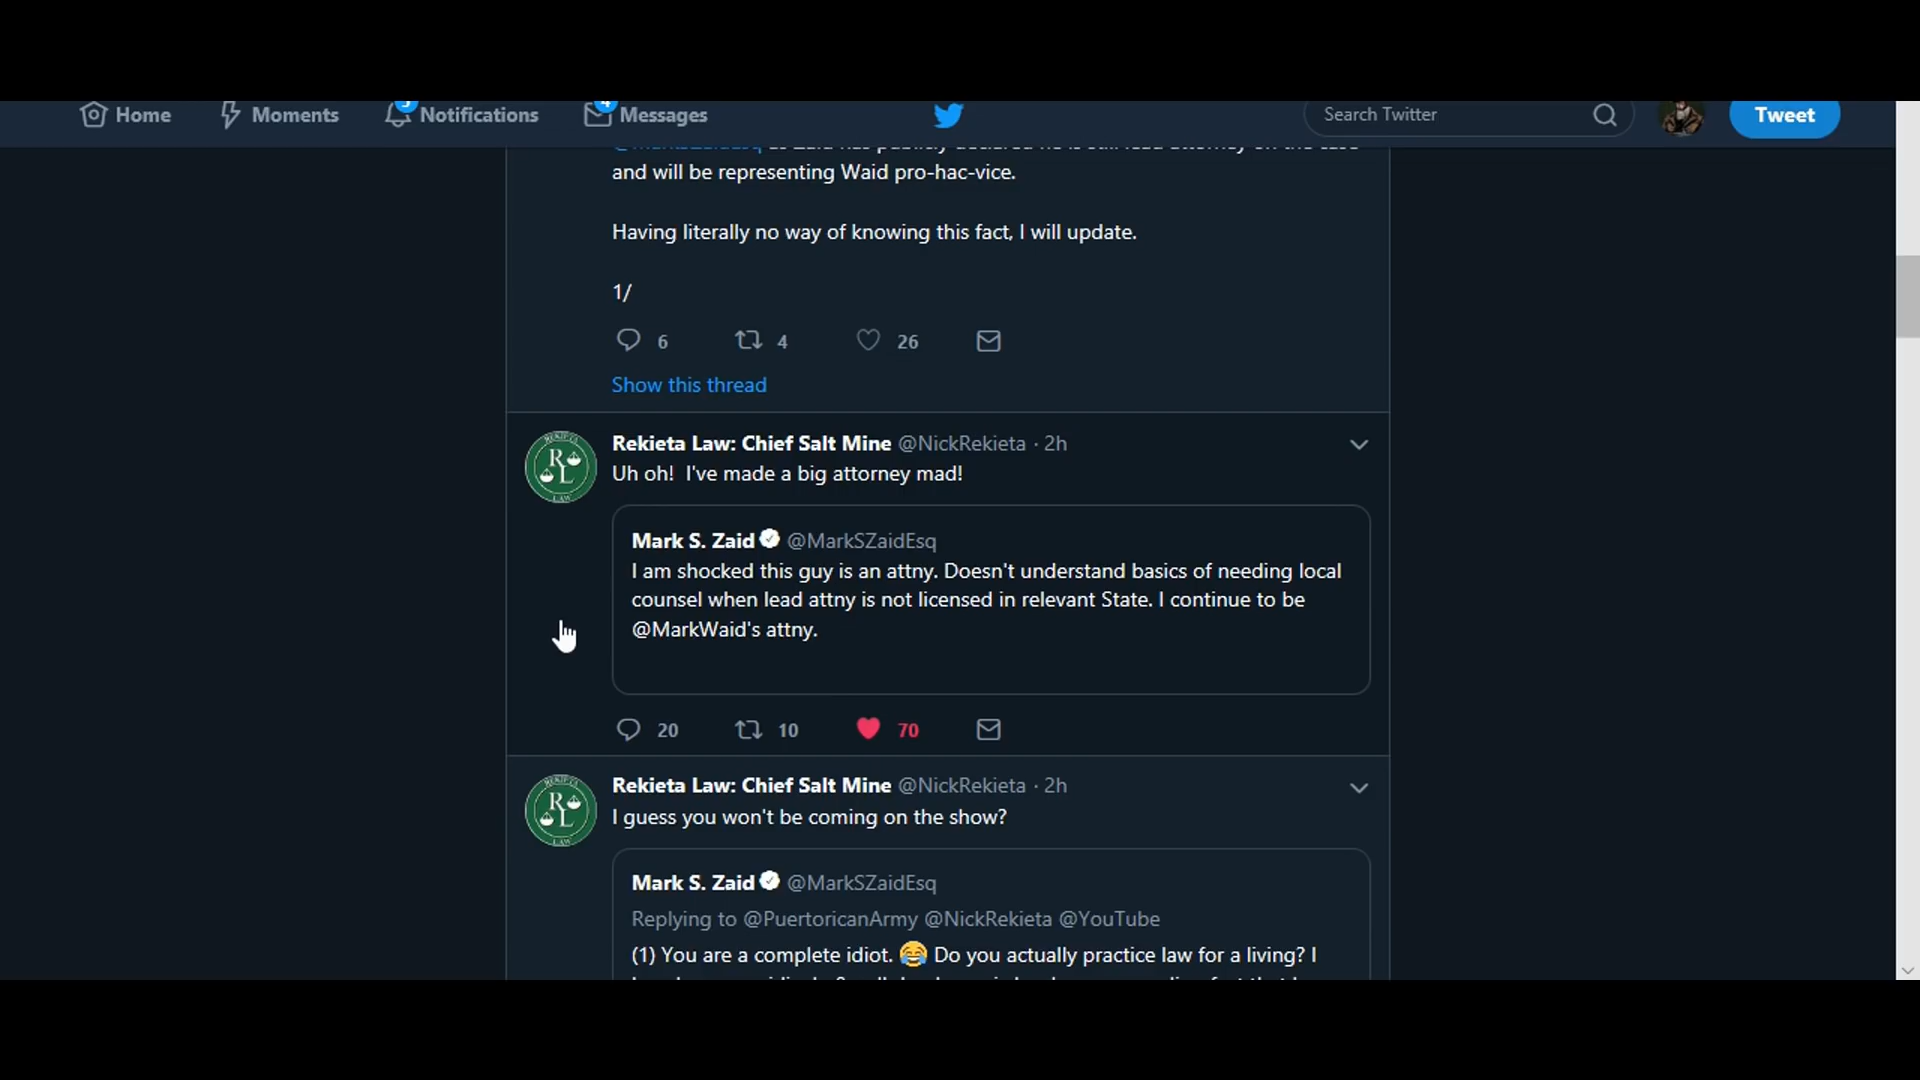 Home Moments Notifications Messages Search Twitter Tweet
and will be representing Waid pro-hac-vice.
Having literally no way of knowing this fact, I will update.
1/
6 4 26
Show this thread
Rekieta Law: Chief Salt Mine @NickRekieta · 2h
Uh oh! I've made a big attorney mad!
Mark S. Zaid @MarkSZaidEsq
I am shocked this guy is an attny. Doesn't understand basics of needing local
counsel when lead attny is not licensed in relevant State. I continue to be
@MarkWaid's attny.
20 10 70
Rekieta Law: Chief Salt Mine @NickRekieta · 2h
I guess you won't be coming on the show?
Mark S. Zaid @MarkSZaidEsq
Replying to @PuertoricanArmy @NickRekieta @YouTube
(1) You are a complete idiot. 😂 Do you actually practice law for a living? I